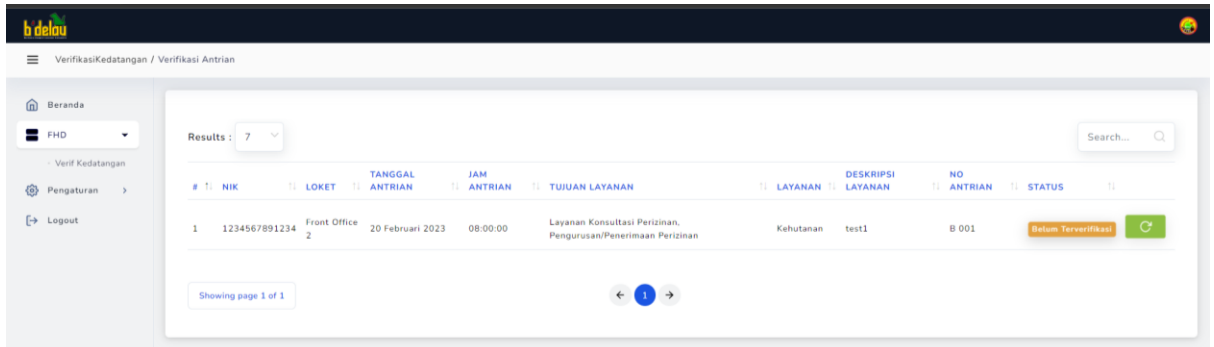 b'delau
VerifikasiKedatangan / Verifikasi Antrian
Beranda
FHD
Verif Kedatangan
Pengaturan
Logout
Results : 7
Search...
# NIK LOKET TANGGAL ANTRIAN JAM ANTRIAN TUJUAN LAYANAN LAYANAN DESKRIPSI LAYANAN NO ANTRIAN STATUS
1 1234567891234 Front Office 2 20 Februari 2023 08:00:00 Layanan Konsultasi Perizinan, Pengurusan/Penerimaan Perizinan Kehutanan test1 B 001 Belum Terverifikasi
Showing page 1 of 1
← 1 →